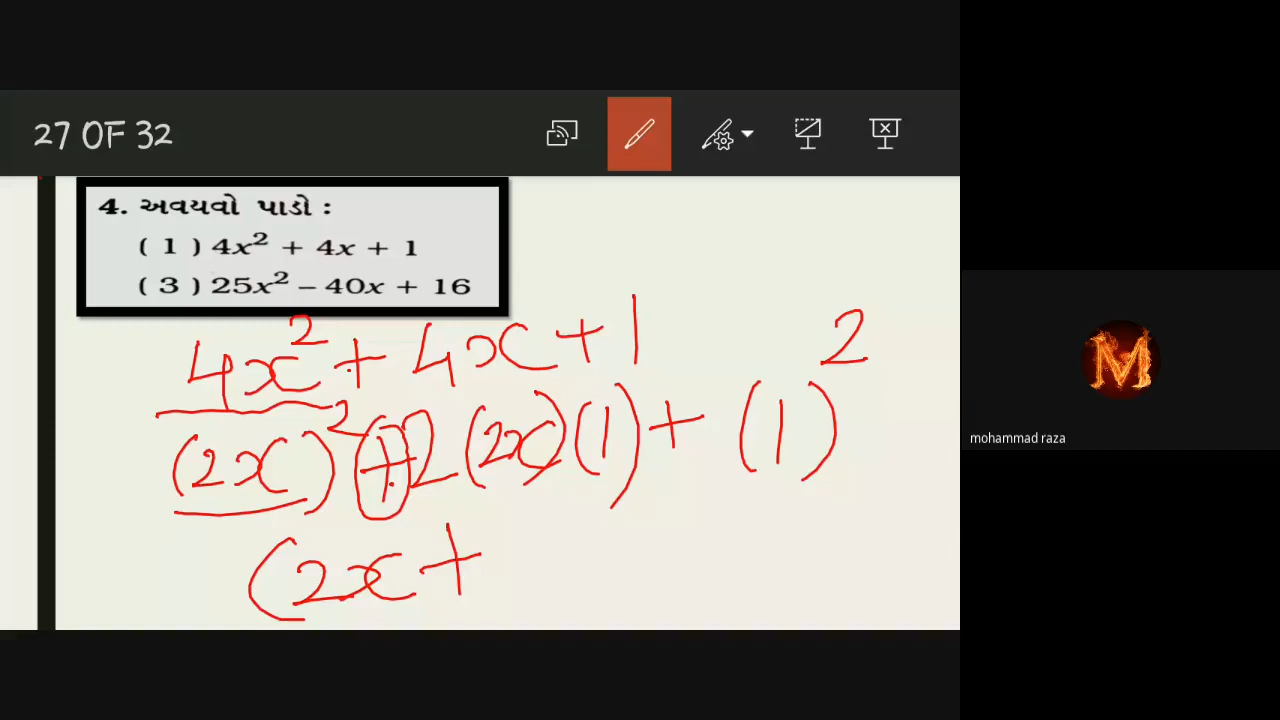 27 OF 32
4. અવયવો પાડો :
( 1 ) 4x² + 4x + 1
( 3 ) 25x² – 40x + 16
4x² + 4x + 1
(2x)² + 2 (2x) (1) + (1)²
(2x +
M
mohammad raza